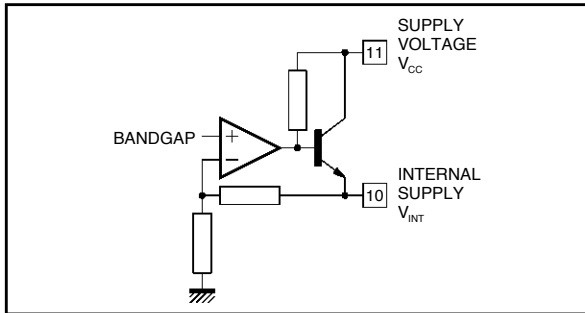 SUPPLY
VOLTAGE
11
V_CC
BANDGAP
+
−
INTERNAL
SUPPLY
10
V_INT